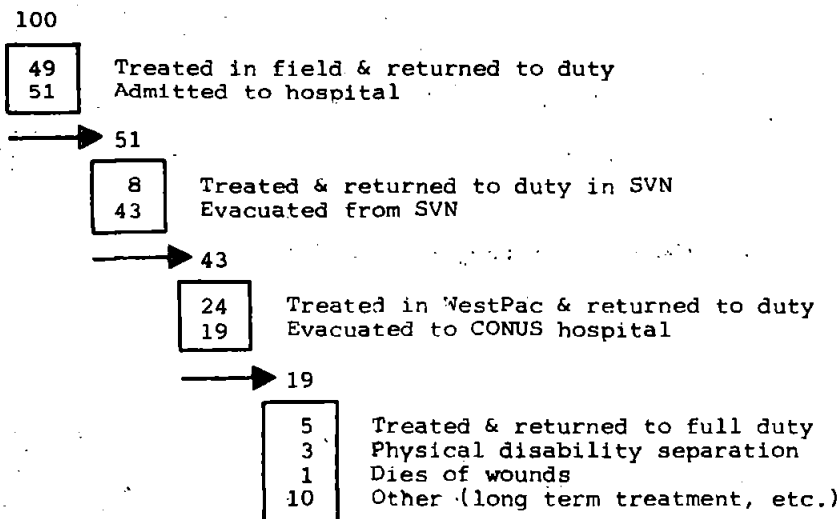 100
49 Treated in field & returned to duty
51 Admitted to hospital
51
8 Treated & returned to duty in SVN
43 Evacuated from SVN
43
24 Treated in WestPac & returned to duty
19 Evacuated to CONUS hospital
19
5 Treated & returned to full duty
3 Physical disability separation
1 Dies of wounds
10 Other (long term treatment, etc.)